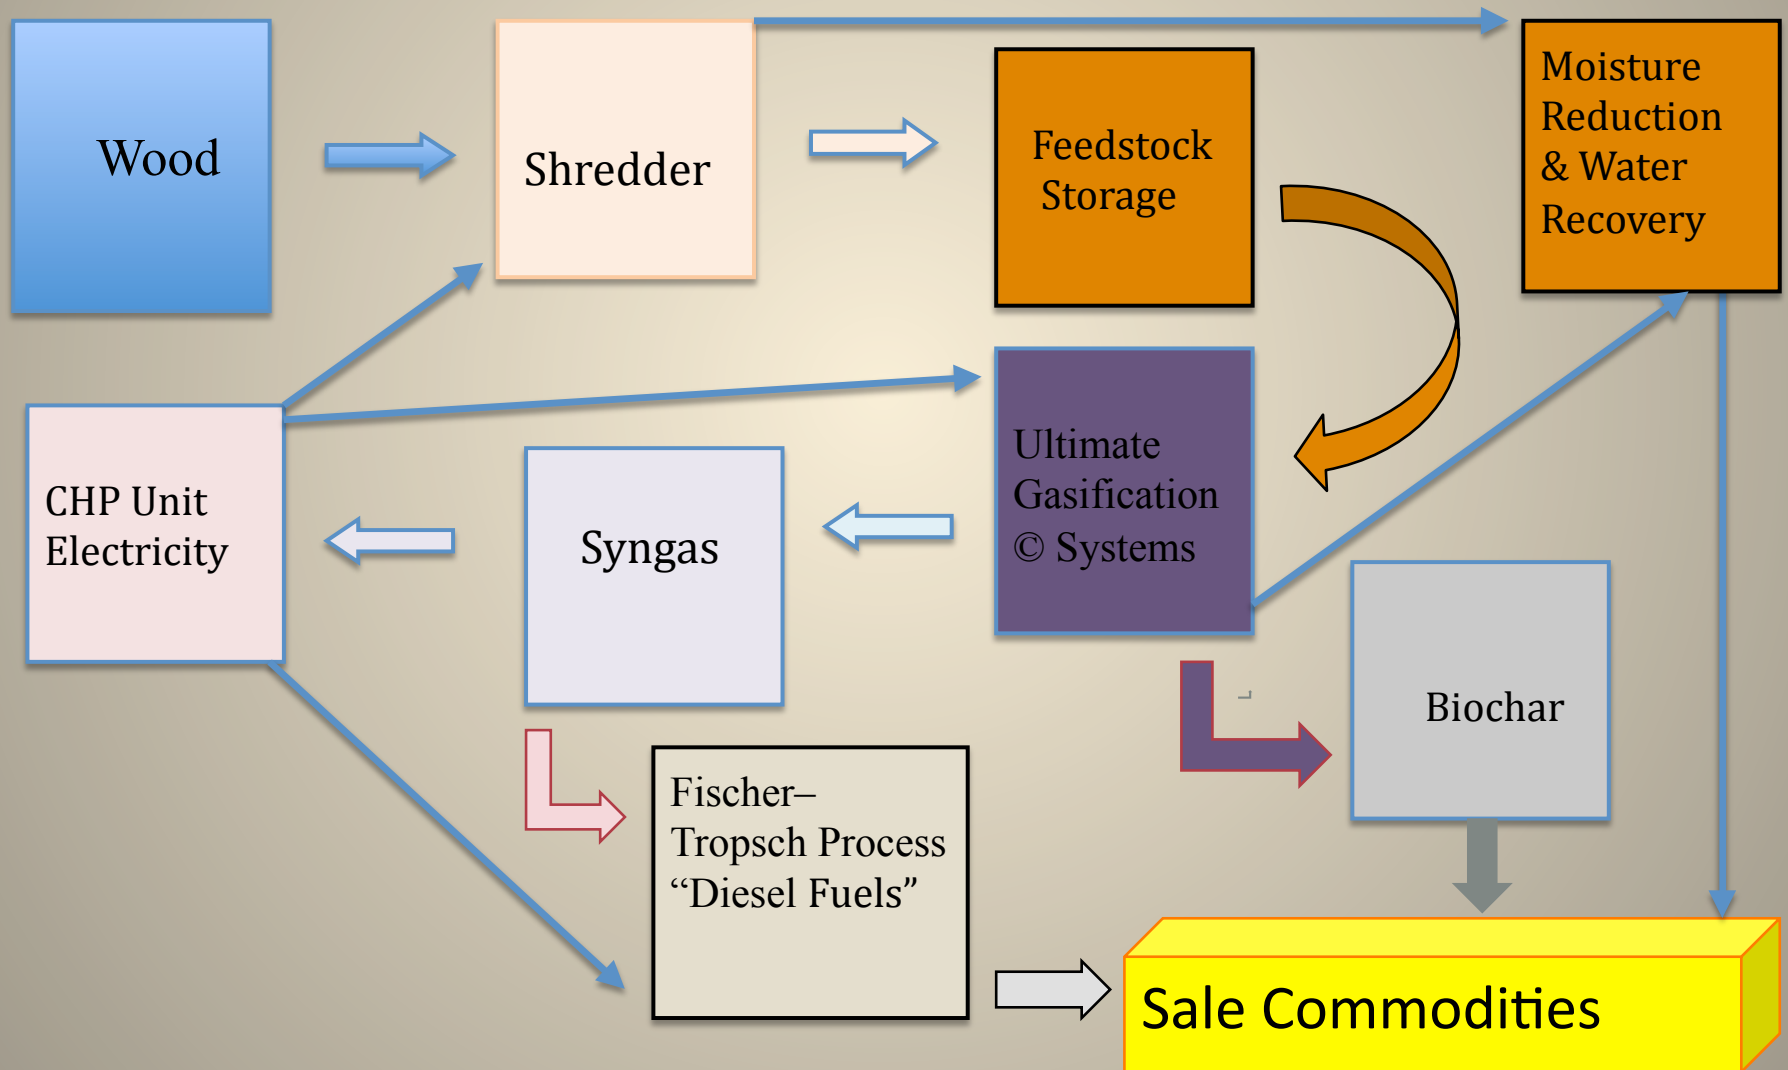 Wood
Shredder
Feedstock
Storage
Moisture
Reduction
& Water
Recovery
CHP Unit
Electricity
Syngas
Ultimate
Gasification
© Systems
Biochar
Fischer–
Tropsch Process
“Diesel Fuels”
Sale Commodities